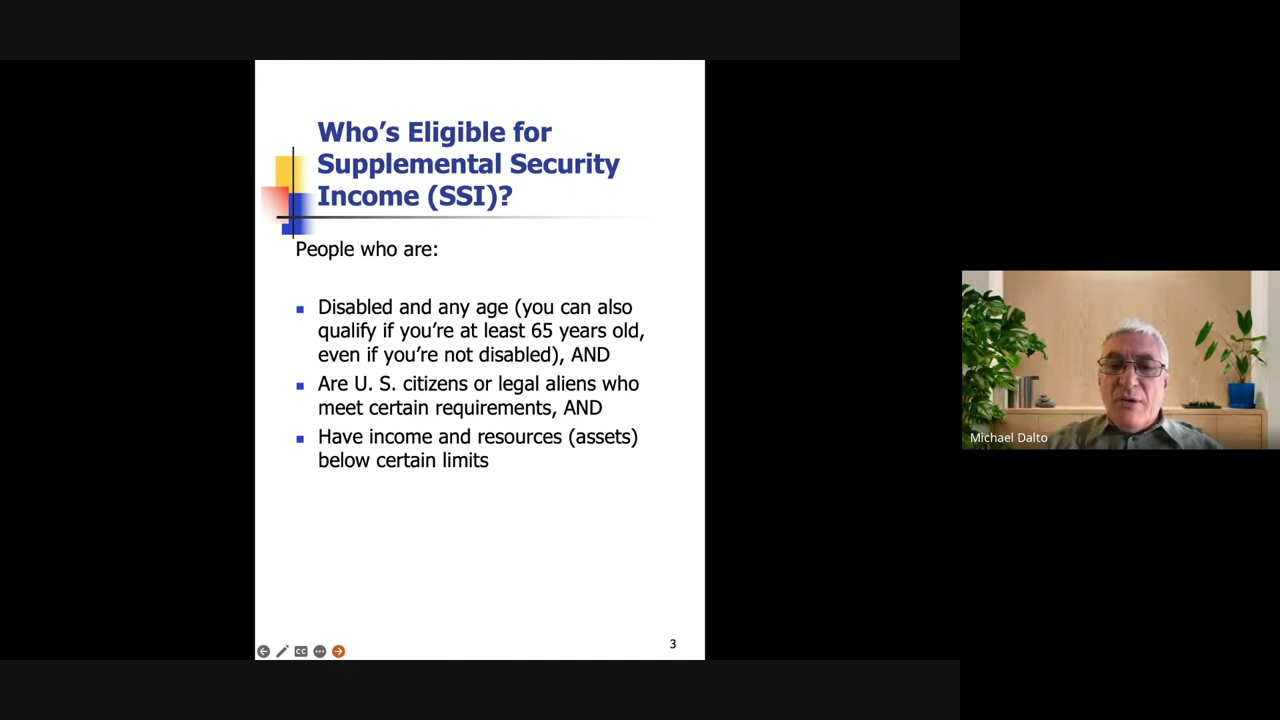 Who's Eligible for
Supplemental Security
Income (SSI)?
People who are:
Disabled and any age (you can also
qualify if you're at least 65 years old,
even if you're not disabled), AND
Are U. S. citizens or legal aliens who
meet certain requirements, AND
Have income and resources (assets)
below certain limits
3
CC
Michael Dalto